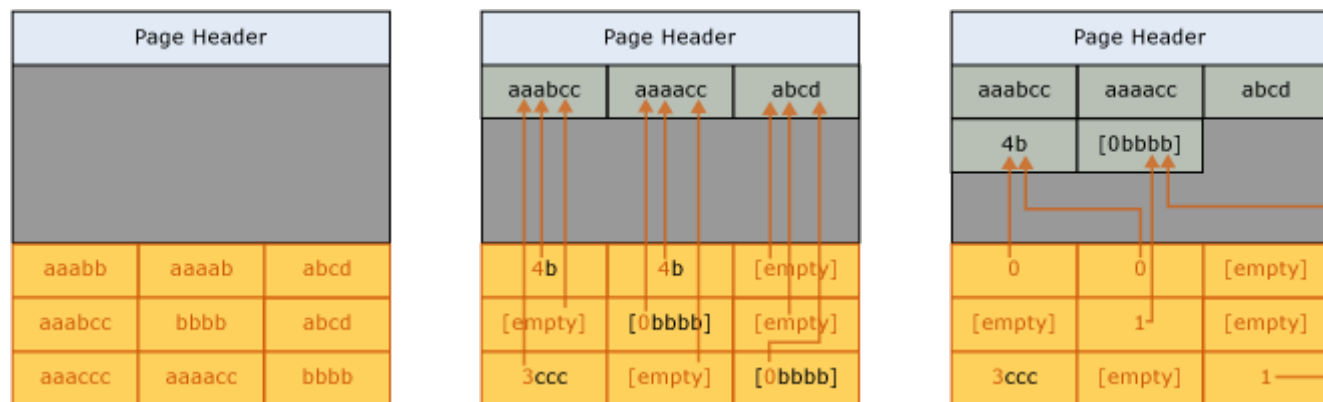 Page Header
aaabb aaaab abcd
aaabcc bbbb abcd
aaaccc aaaacc bbbb
Page Header
aaabcc aaaacc abcd
4b 4b [empty]
[empty] [0bbbb] [empty]
3ccc [empty] [0bbbb]
Page Header
aaabcc aaaacc abcd
4b [0bbbb]
0 0 [empty]
[empty] 1 [empty]
3ccc [empty] 1